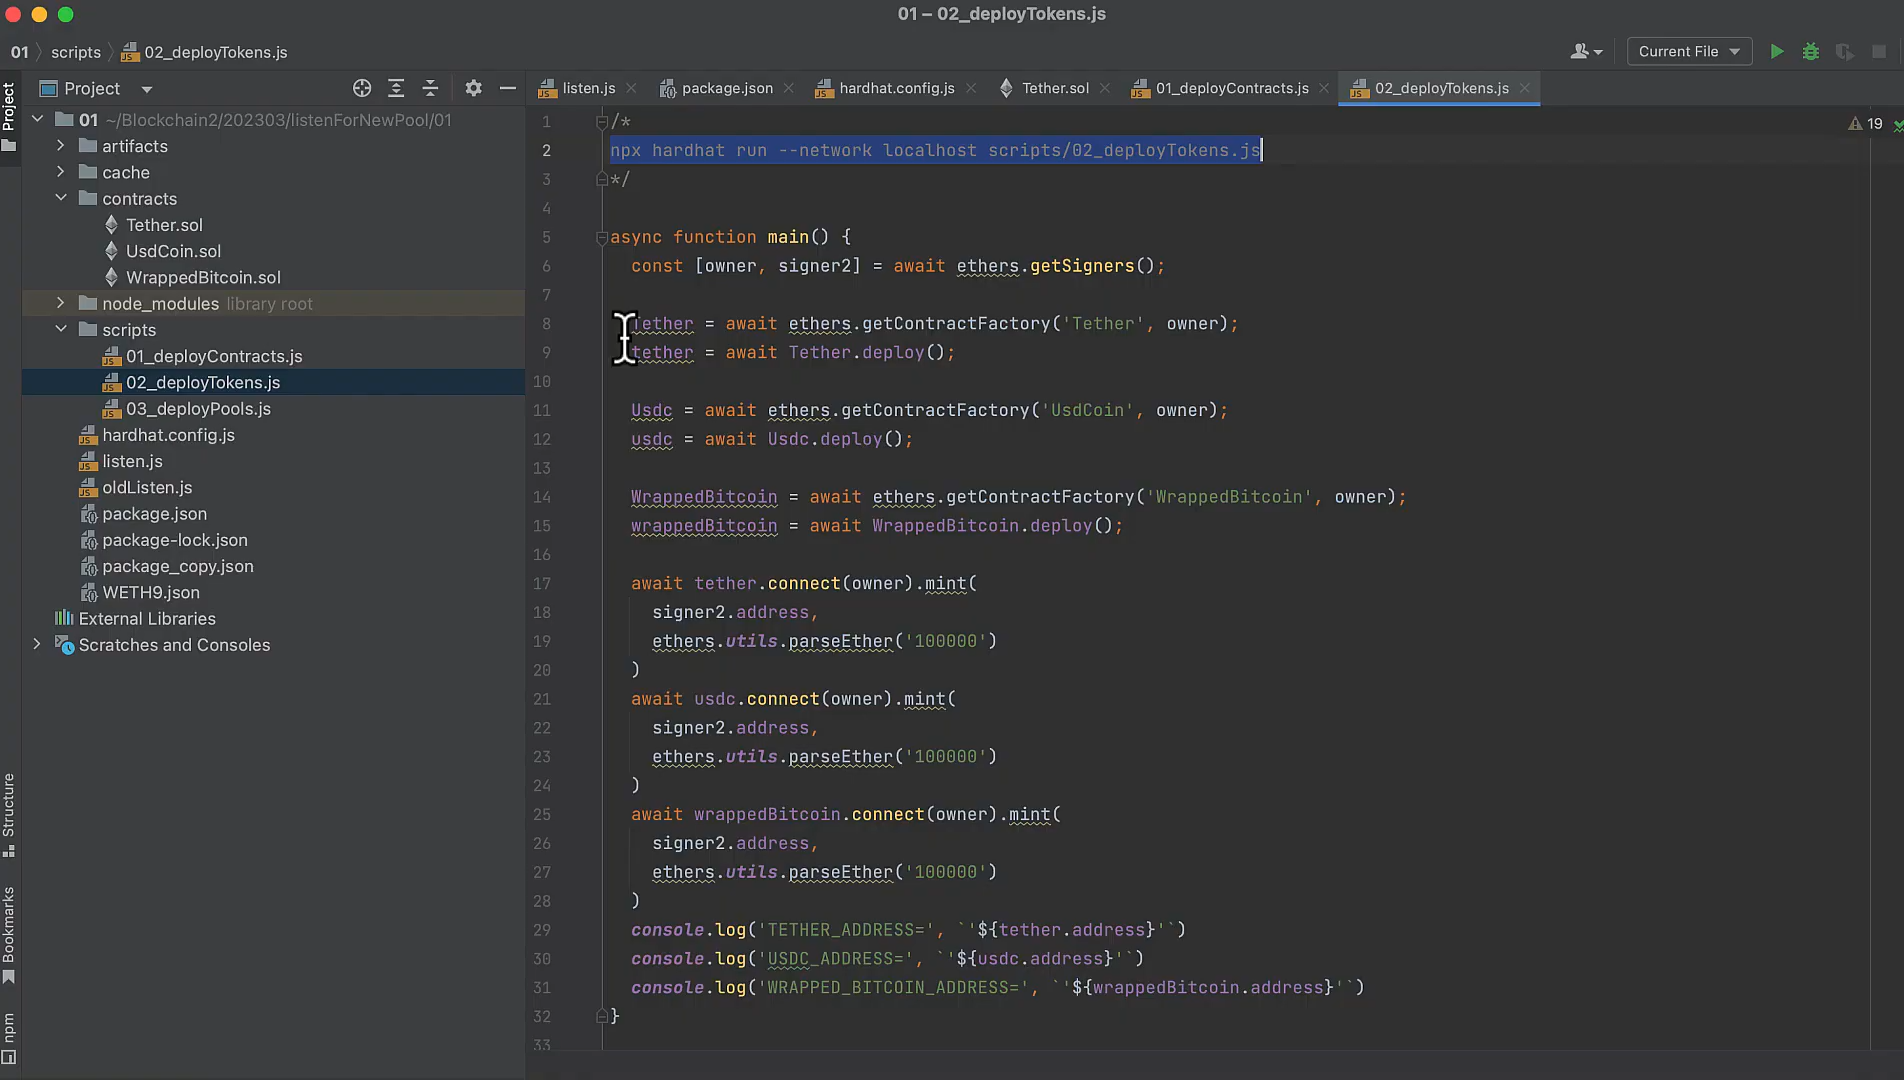 01 – 02_deployTokens.js
01 scripts 02_deployTokens.js
Current File
Project
Project
listen.js
package.json
hardhat.config.js
Tether.sol
01_deployContracts.js
02_deployTokens.js
01 ~/Blockchain2/202303/listenForNewPool/01
artifacts
cache
contracts
Tether.sol
UsdCoin.sol
WrappedBitcoin.sol
node_modules library root
scripts
01_deployContracts.js
02_deployTokens.js
03_deployPools.js
hardhat.config.js
listen.js
oldListen.js
package.json
package-lock.json
package_copy.json
WETH9.json
External Libraries
Scratches and Consoles
Structure
Bookmarks
npm
19
1 /*
2 npx hardhat run --network localhost scripts/02_deployTokens.js
3 */
4
5 async function main() {
6 const [owner, signer2] = await ethers.getSigners();
7
8 Tether = await ethers.getContractFactory('Tether', owner);
9 tether = await Tether.deploy();
10
11 Usdc = await ethers.getContractFactory('UsdCoin', owner);
12 usdc = await Usdc.deploy();
13
14 WrappedBitcoin = await ethers.getContractFactory('WrappedBitcoin', owner);
15 wrappedBitcoin = await WrappedBitcoin.deploy();
16
17 await tether.connect(owner).mint(
18 signer2.address,
19 ethers.utils.parseEther('100000')
20 )
21 await usdc.connect(owner).mint(
22 signer2.address,
23 ethers.utils.parseEther('100000')
24 )
25 await wrappedBitcoin.connect(owner).mint(
26 signer2.address,
27 ethers.utils.parseEther('100000')
28 )
29 console.log('TETHER_ADDRESS=', `'${tether.address}'`)
30 console.log('USDC_ADDRESS=', `'${usdc.address}'`)
31 console.log('WRAPPED_BITCOIN_ADDRESS=', `'${wrappedBitcoin.address}'`)
32 }
33